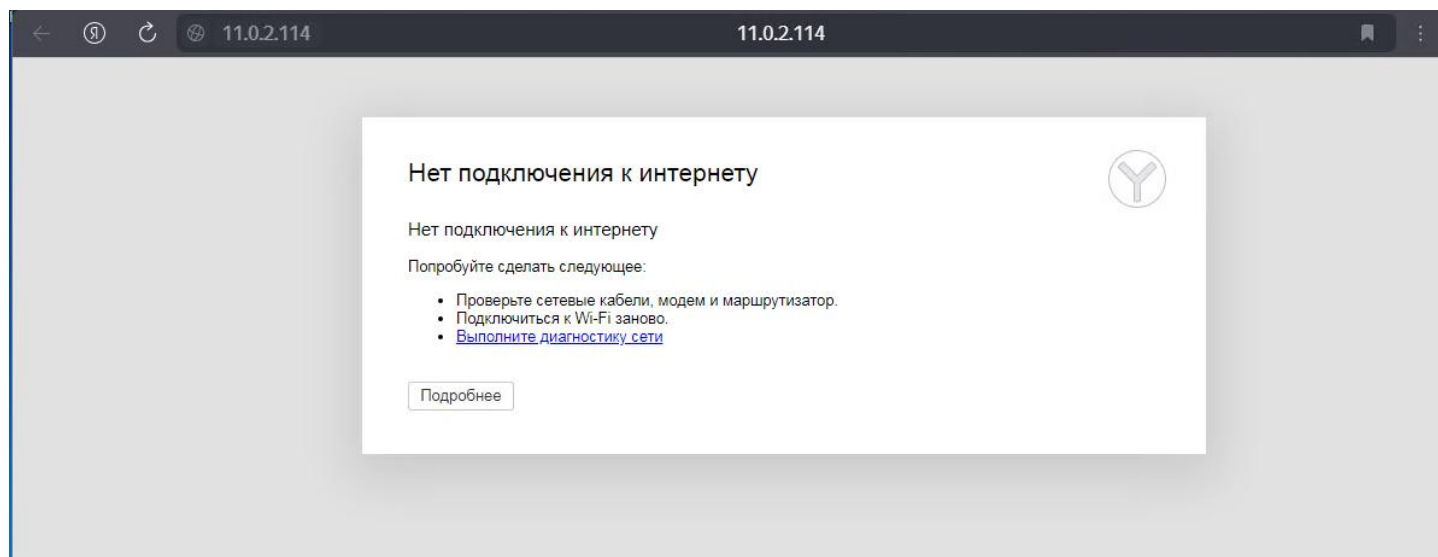 11.0.2.114 11.0.2.114
Нет подключения к интернету
Нет подключения к интернету
Попробуйте сделать следующее:
• Проверьте сетевые кабели, модем и маршрутизатор.
• Подключиться к Wi-Fi заново.
• Выполните диагностику сети
Подробнее